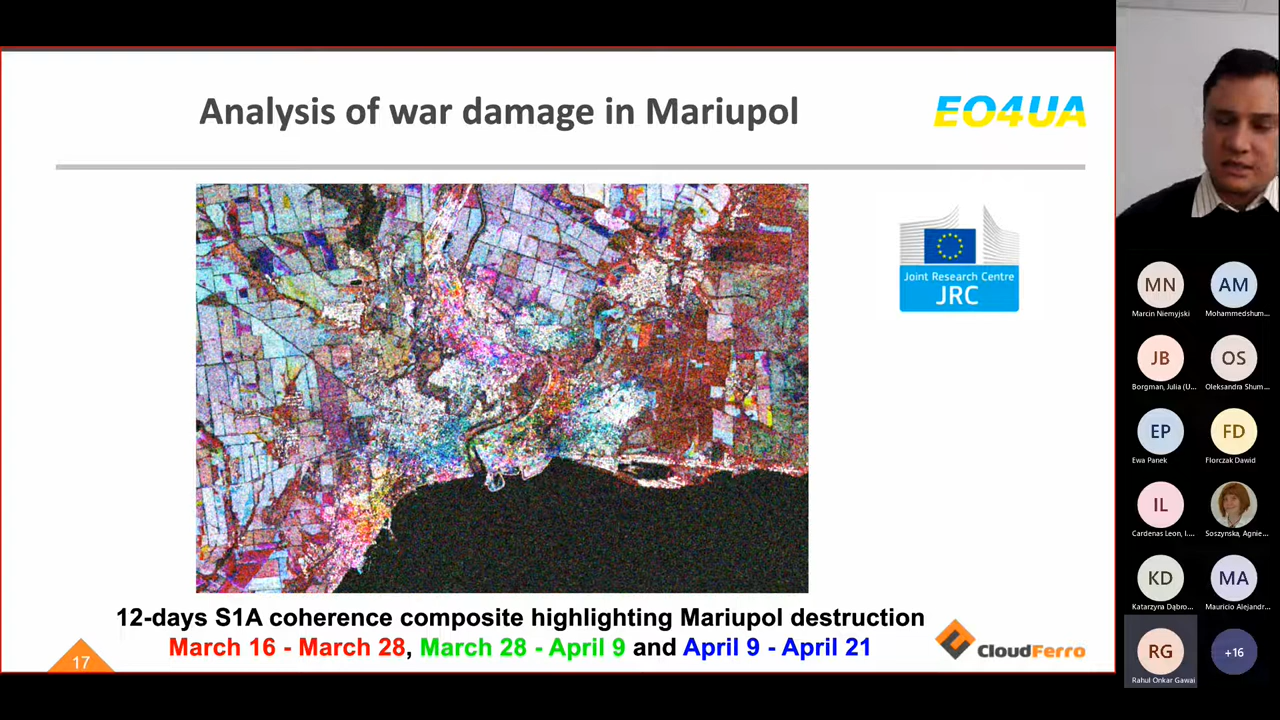 Analysis of war damage in Mariupol
EO4UA
Joint Research Centre
JRC
12-days S1A coherence composite highlighting Mariupol destruction
March 16 - March 28, March 28 - April 9 and April 9 - April 21
17
CloudFerro
MN
Marcin Niemyjski
AM
Mohammedshum...
JB
Borgman, Julia (U...
OS
Oleksandra Shum...
EP
Ewa Panek
FD
Florczak Dawid
IL
Cardenas Leon, I....
Soszynska, Agnie...
KD
Katarzyna Dąbro...
MA
Mauricio Alejandr...
RG
Rahul Onkar Gawai
+16